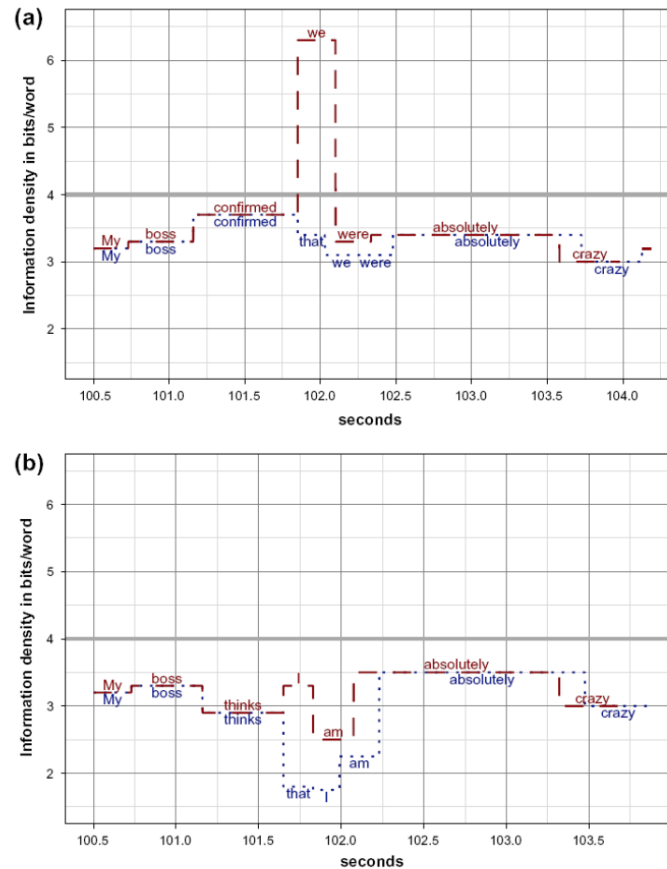 (a)
Information density in bits/word
6
5
4
3
2
we
My boss confirmed were absolutely crazy
My boss confirmed that we were absolutely crazy
100.5 101.0 101.5 102.0 102.5 103.0 103.5 104.0
seconds
(b)
Information density in bits/word
6
5
4
3
2
My boss thinks I am absolutely crazy
My boss thinks that I am absolutely crazy
100.5 101.0 101.5 102.0 102.5 103.0 103.5
seconds